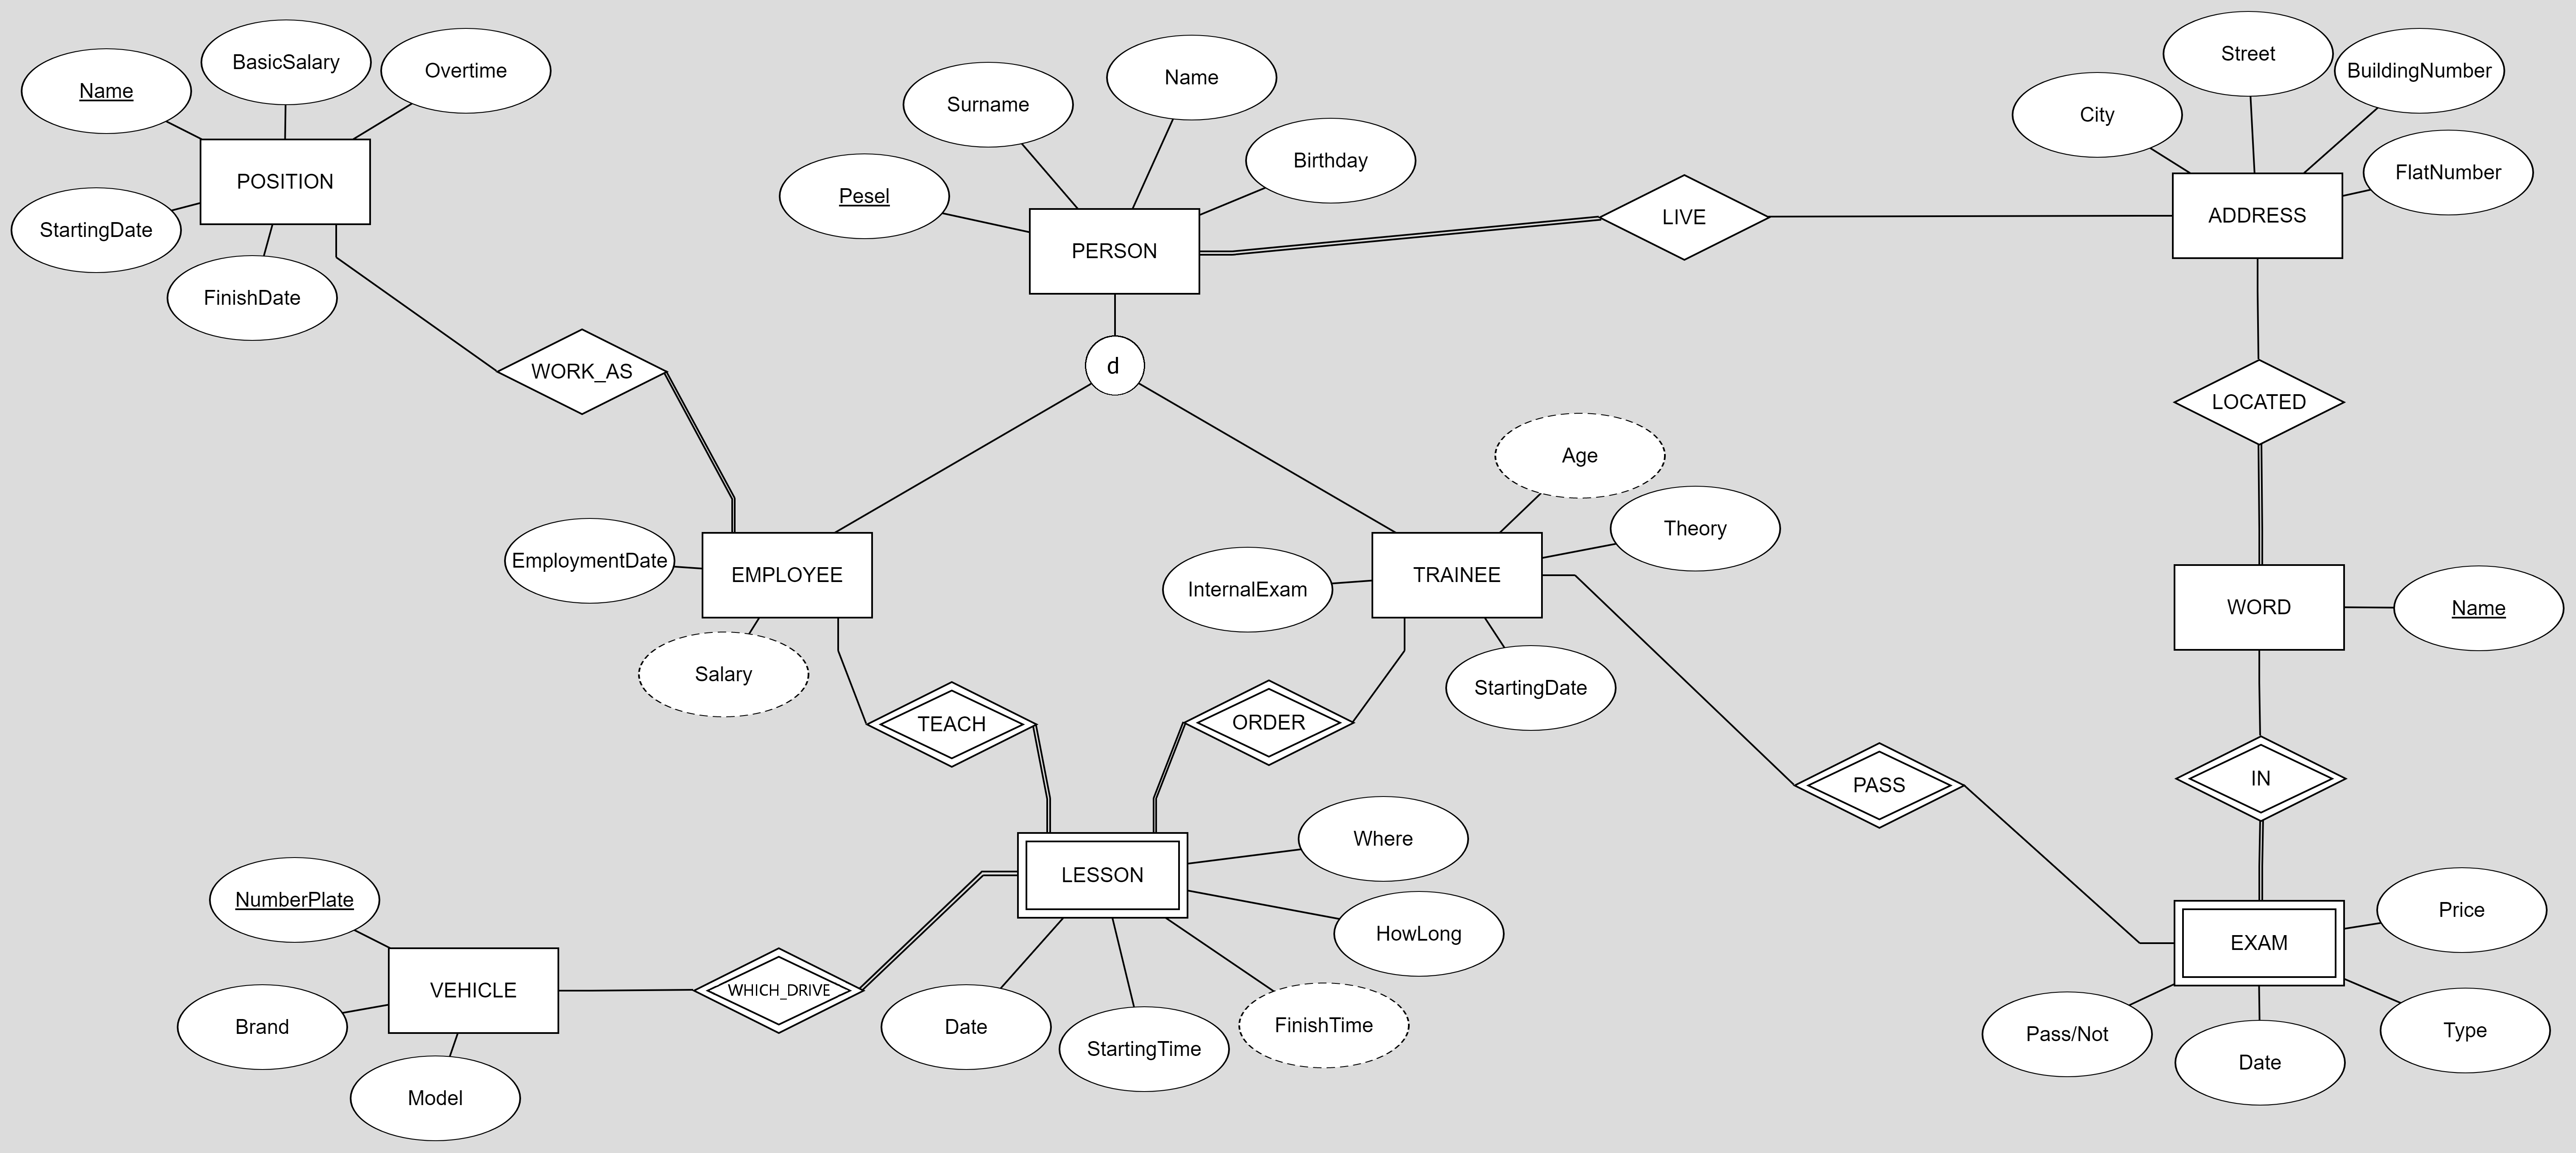 Name
BasicSalary
Overtime
POSITION
StartingDate
FinishDate
WORK_AS
Surname
Name
Pesel
Birthday
PERSON
LIVE
City
Street
BuildingNumber
FlatNumber
ADDRESS
d
LOCATED
EmploymentDate
EMPLOYEE
Salary
Age
Theory
InternalExam
TRAINEE
StartingDate
WORD
Name
TEACH
ORDER
PASS
IN
LESSON
Where
HowLong
Date
StartingTime
FinishTime
NumberPlate
VEHICLE
Brand
Model
WHICH_DRIVE
EXAM
Price
Pass/Not
Date
Type